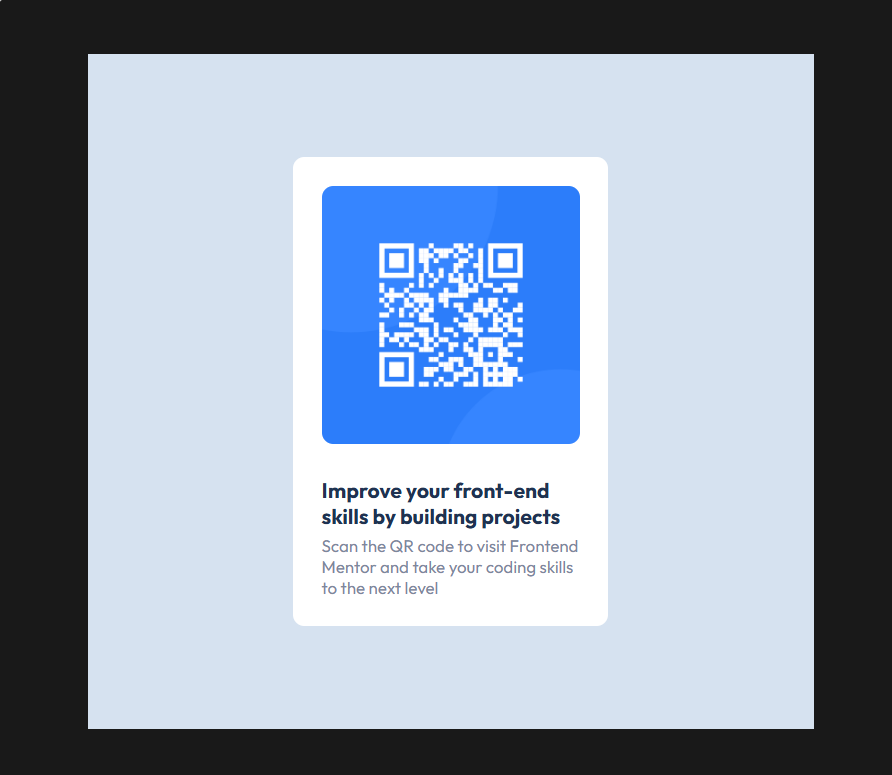 Improve your front-end
skills by building projects
Scan the QR code to visit Frontend
Mentor and take your coding skills
to the next level